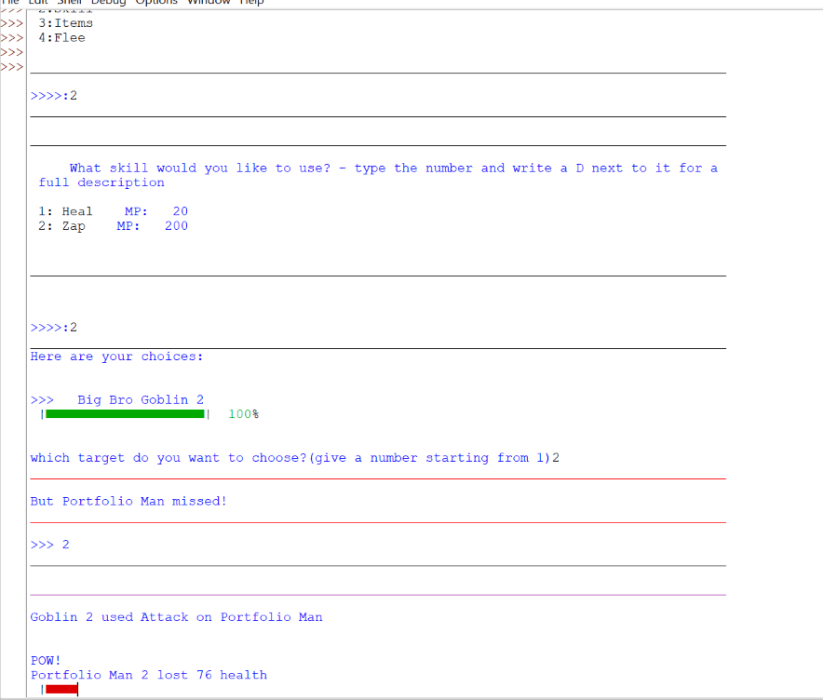 File Edit Shell Debug Options Window Help
>>> 2:Skill
>>> 3:Items
>>> 4:Flee
>>>
>>>
>>>>:2
What skill would you like to use? - type the number and write a D next to it for a
full description
1: Heal MP: 20
2: Zap MP: 200
>>>>:2
Here are your choices:
>>> Big Bro Goblin 2
| | 100%
which target do you want to choose?(give a number starting from 1)2
But Portfolio Man missed!
>>> 2
Goblin 2 used Attack on Portfolio Man
POW!
Portfolio Man 2 lost 76 health
|